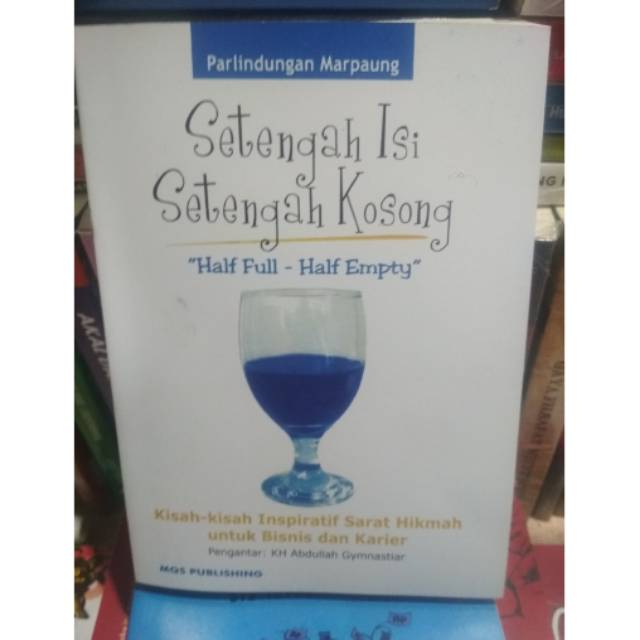 Parlindungan Marpaung
Setengah Isi
Setengah Kosong
"Half Full - Half Empty"
Kisah-kisah Inspiratif Sarat Hikmah
untuk Bisnis dan Karier
Pengantar: KH Abdullah Gymnastiar
MQS PUBLISHING